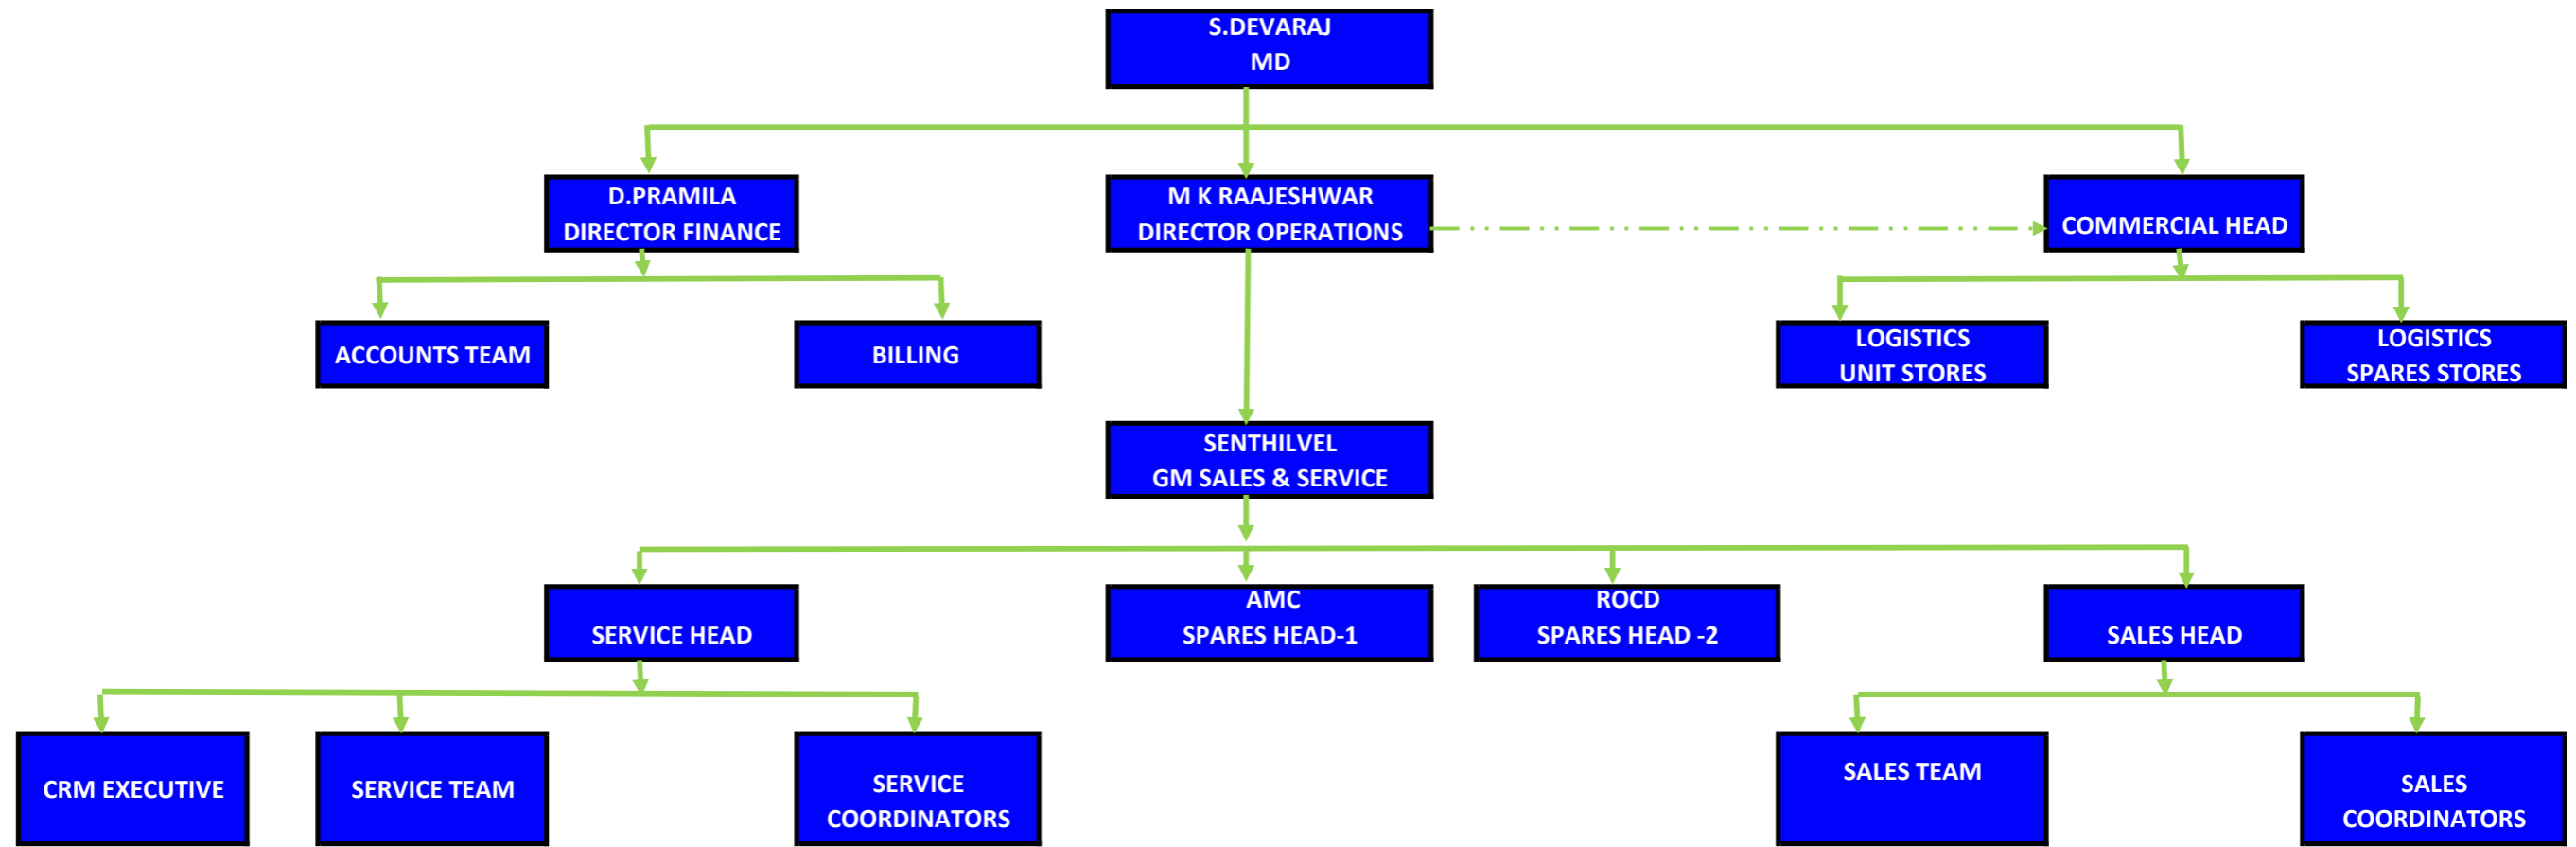 S.DEVARAJ
MD
D.PRAMILA
DIRECTOR FINANCE
M K RAAJESHWAR
DIRECTOR OPERATIONS
COMMERCIAL HEAD
ACCOUNTS TEAM
BILLING
LOGISTICS
UNIT STORES
LOGISTICS
SPARES STORES
SENTHILVEL
GM SALES & SERVICE
SERVICE HEAD
AMC
SPARES HEAD-1
ROCD
SPARES HEAD -2
SALES HEAD
CRM EXECUTIVE
SERVICE TEAM
SERVICE
COORDINATORS
SALES TEAM
SALES
COORDINATORS